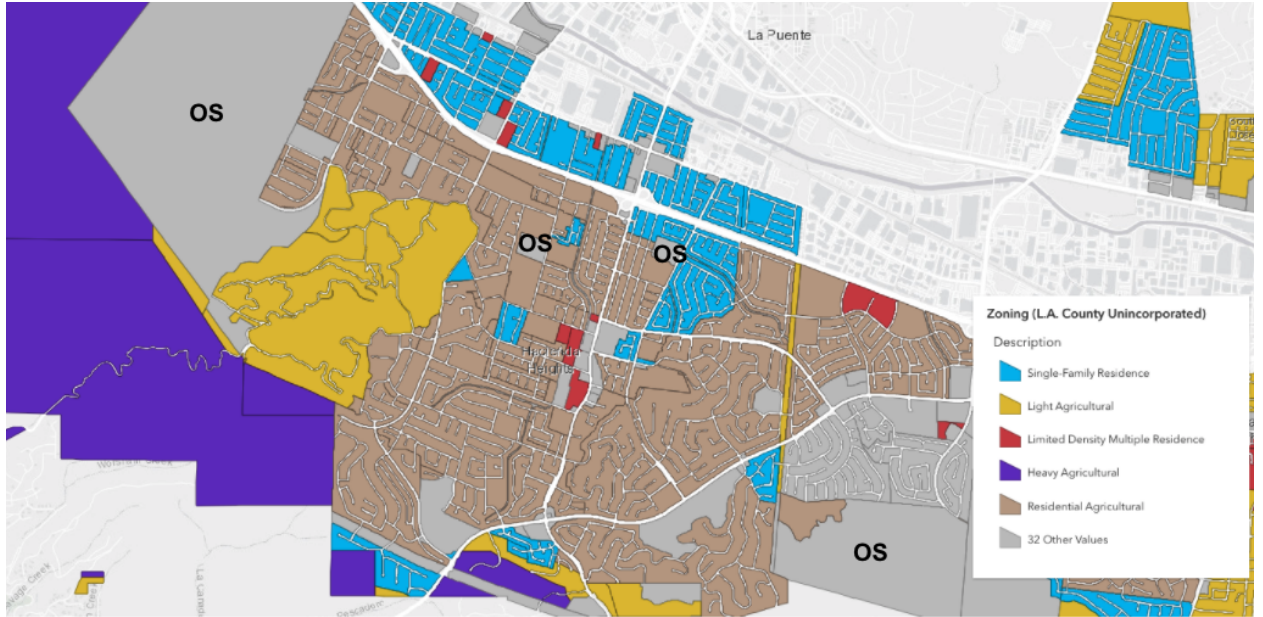 La Puente
OS
OS
OS
Hacienda
Heights
OS
Zoning (L.A. County Unincorporated)
Description
Single-Family Residence
Light Agricultural
Limited Density Multiple Residence
Heavy Agricultural
Residential Agricultural
32 Other Values